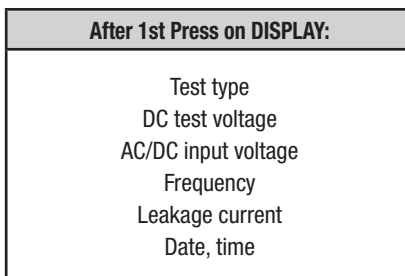 After 1st Press on DISPLAY:
Test type
DC test voltage
AC/DC input voltage
Frequency
Leakage current
Date, time